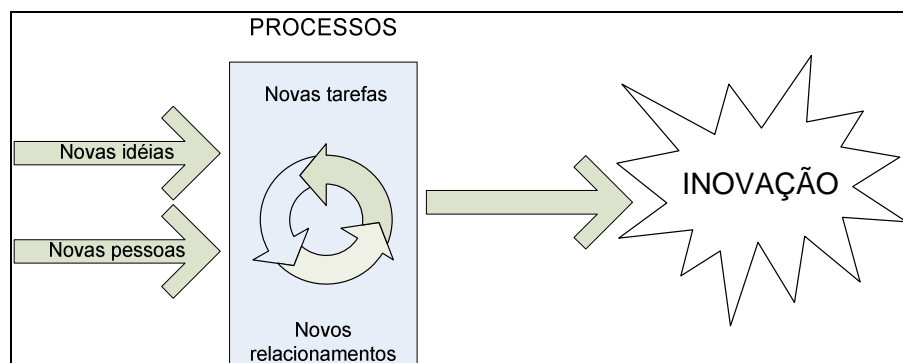 PROCESSOS
Novas tarefas
Novas idéias
INOVAÇÃO
Novas pessoas
Novos
relacionamentos